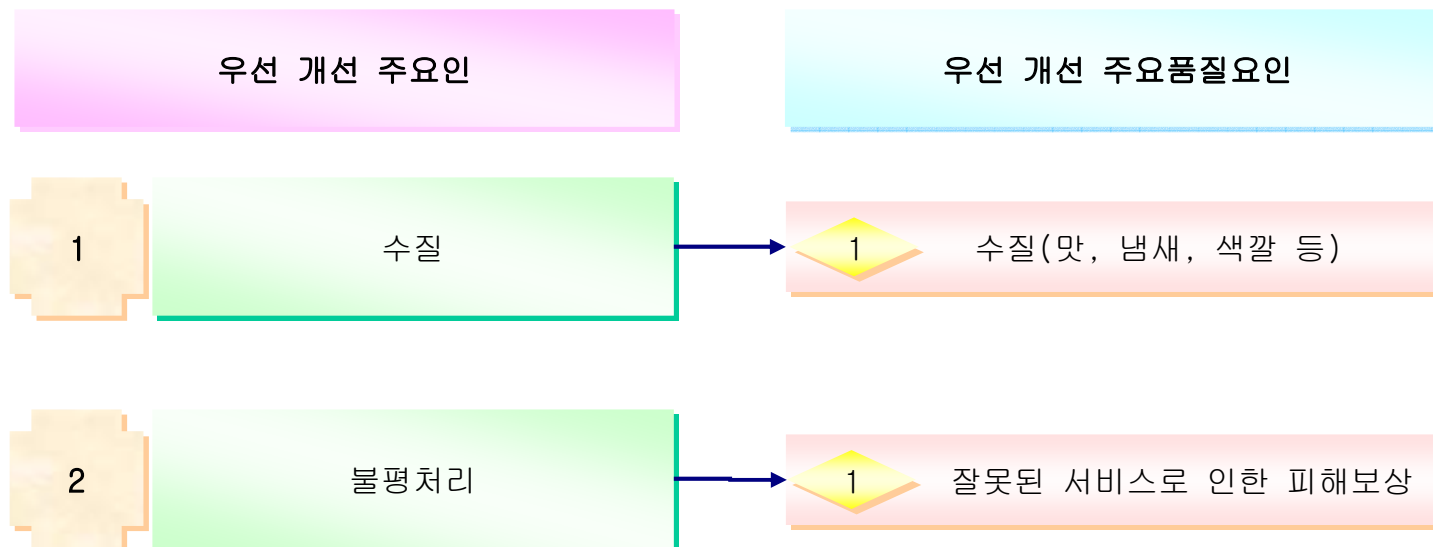 우선 개선 주요인
우선 개선 주요품질요인
1
수질
1
수질(맛, 냄새, 색깔 등)
2
불평처리
1
잘못된 서비스로 인한 피해보상